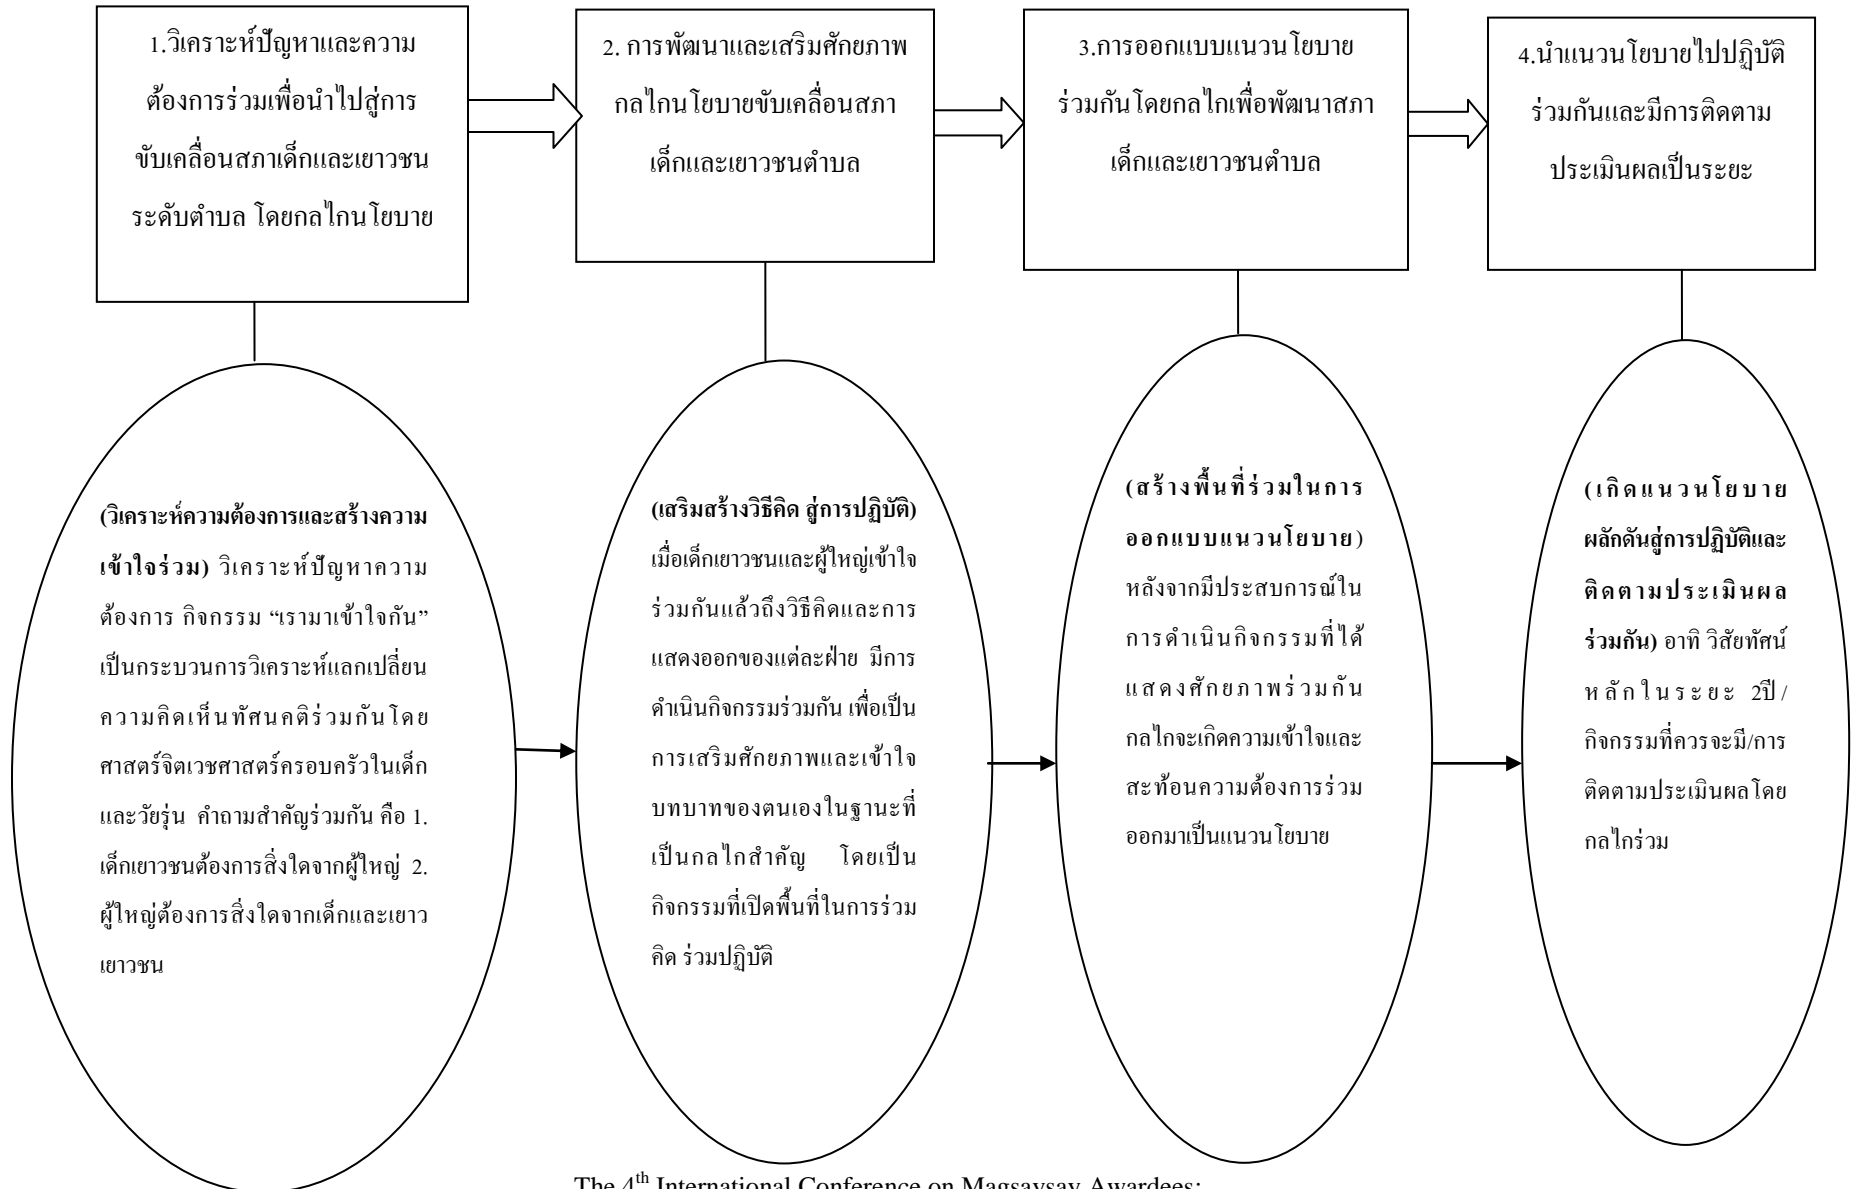 1.วิเคราะห์ปัญหาและความ
ต้องการร่วมเพื่อนำไปสู่การ
ขับเคลื่อนสภาเด็กและเยาวชน
ระดับตำบล โดยกลไกนโยบาย
2. การพัฒนาและเสริมศักยภาพ
กลไกนโยบายขับเคลื่อนสภา
เด็กและเยาวชนตำบล
3.การออกแบบแนวนโยบาย
ร่วมกันโดยกลไกเพื่อพัฒนาสภา
เด็กและเยาวชนตำบล
4.นำแนวนโยบายไปปฏิบัติ
ร่วมกันและมีการติดตาม
ประเมินผลเป็นระยะ
(วิเคราะห์ความต้องการและสร้างความ
เข้าใจร่วม) วิเคราะห์ปัญหาความ
ต้องการ กิจกรรม “เรามาเข้าใจกัน”
เป็นกระบวนการวิเคราะห์แลกเปลี่ยน
ความคิดเห็นทัศนคติร่วมกันโดย
ศาสตร์จิตเวชศาสตร์ครอบครัวในเด็ก
และวัยรุ่น คำถามสำคัญร่วมกัน คือ 1.
เด็กเยาวชนต้องการสิ่งใดจากผู้ใหญ่ 2.
ผู้ใหญ่ต้องการสิ่งใดจากเด็กและเยาว
เยาวชน
(เสริมสร้างวิธีคิด สู่การปฏิบัติ)
เมื่อเด็กเยาวชนและผู้ใหญ่เข้าใจ
ร่วมกันแล้วถึงวิธีคิดและการ
แสดงออกของแต่ละฝ่าย มีการ
ดำเนินกิจกรรมร่วมกัน เพื่อเป็น
การเสริมศักยภาพและเข้าใจ
บทบาทของตนเองในฐานะที่
เป็นกลไกสำคัญ โดยเป็น
กิจกรรมที่เปิดพื้นที่ในการร่วม
คิด ร่วมปฏิบัติ
(สร้างพื้นที่ร่วมในการ
ออกแบบแนวนโยบาย)
หลังจากมีประสบการณ์ใน
การดำเนินกิจกรรมที่ได้
แสดงศักยภาพร่วมกัน
กลไกจะเกิดความเข้าใจและ
สะท้อนความต้องการร่วม
ออกมาเป็นแนวนโยบาย
(เกิดแนวนโยบาย
ผลักดันสู่การปฏิบัติและ
ติดตามประเมินผล
ร่วมกัน) อาทิ วิสัยทัศน์
หลักในระยะ 2ปี/
กิจกรรมที่ควรจะมี/การ
ติดตามประเมินผลโดย
กลไกร่วม
The 4th International Conference on Magsaysay Awardees: